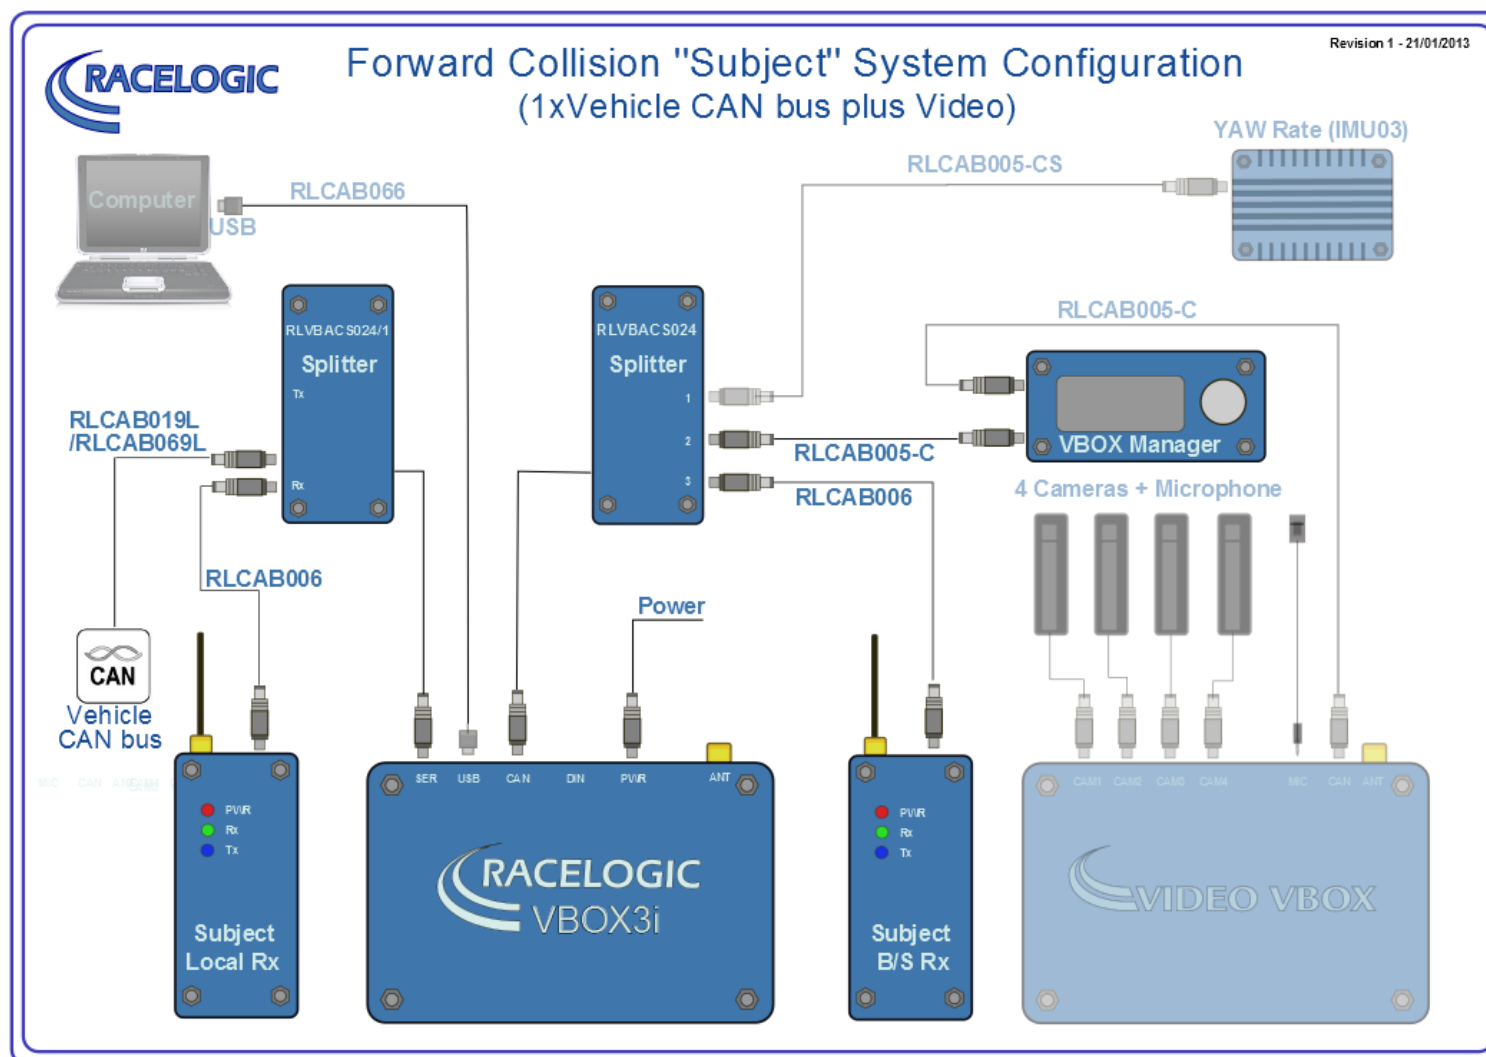 Revision 1 - 21/01/2013
RACELOGIC
Forward Collision "Subject" System Configuration
(1xVehicle CAN bus plus Video)
YAW Rate (IMU03)
RLCAB005-CS
RLCAB066
Computer
USB
RLVBACS024/1
Splitter
Tx
Rx
RLVBACS024
Splitter
1
2
3
RLCAB005-C
VBOX Manager
RLCAB019L
/RLCAB069L
RLCAB005-C
RLCAB006
4 Cameras + Microphone
RLCAB006
Power
CAN
Vehicle
CAN bus
MIC CAN
SER USB CAN DIN PWR ANT
CAM1 CAM2 CAM3 CAM4 MIC CAN ANT
PWR
Rx
Tx
Subject
Local Rx
RACELOGIC
VBOX3i
PWR
Rx
Tx
Subject
B/S Rx
VIDEO VBOX